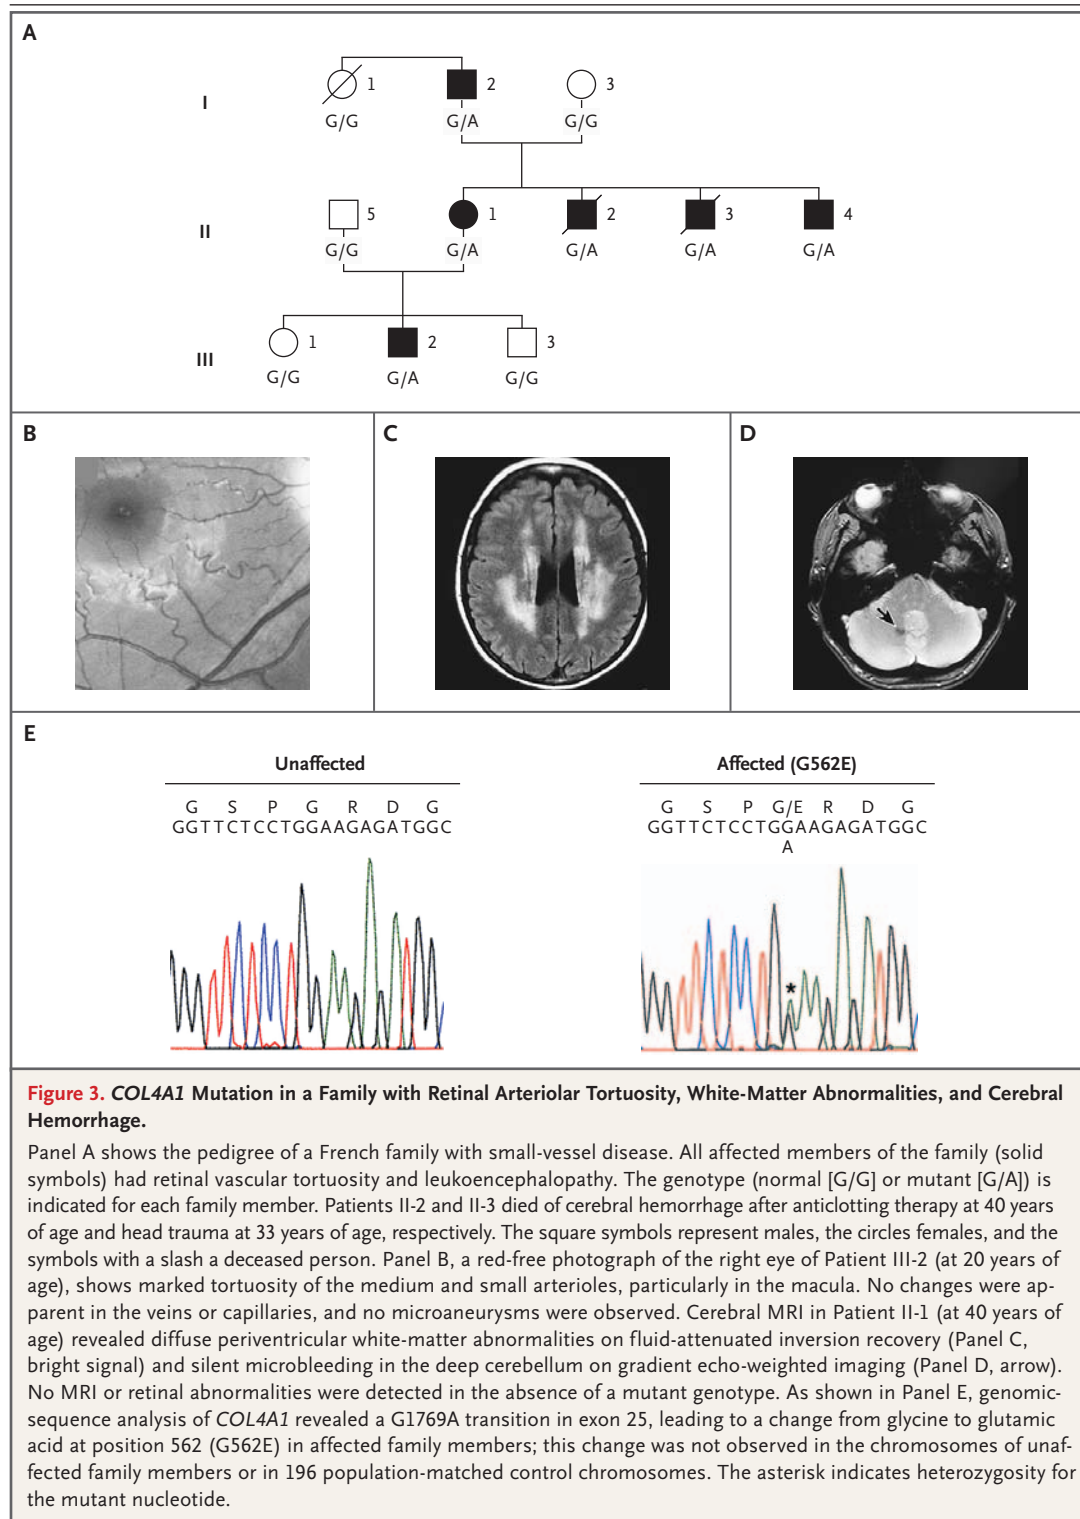 A
1
2
3
I
G/G
G/A
G/G
5
1
2
3
4
II
G/G
G/A
G/A
G/A
G/A
1
2
3
III
G/G
G/A
G/G
B
C
D
E
Unaffected
Affected (G562E)
G S P G R D G
GGTTCTCCTGGAAGAGATGGC
G S P G/E R D G
GGTTCTCCTGGAAGAGATGGC
A
*
Figure 3. COL4A1 Mutation in a Family with Retinal Arteriolar Tortuosity, White-Matter Abnormalities, and Cerebral
Hemorrhage.
Panel A shows the pedigree of a French family with small-vessel disease. All affected members of the family (solid
symbols) had retinal vascular tortuosity and leukoencephalopathy. The genotype (normal [G/G] or mutant [G/A]) is
indicated for each family member. Patients II-2 and II-3 died of cerebral hemorrhage after anticlotting therapy at 40 years
of age and head trauma at 33 years of age, respectively. The square symbols represent males, the circles females, and the
symbols with a slash a deceased person. Panel B, a red-free photograph of the right eye of Patient III-2 (at 20 years of
age), shows marked tortuosity of the medium and small arterioles, particularly in the macula. No changes were ap-
parent in the veins or capillaries, and no microaneurysms were observed. Cerebral MRI in Patient II-1 (at 40 years of
age) revealed diffuse periventricular white-matter abnormalities on fluid-attenuated inversion recovery (Panel C,
bright signal) and silent microbleeding in the deep cerebellum on gradient echo-weighted imaging (Panel D, arrow).
No MRI or retinal abnormalities were detected in the absence of a mutant genotype. As shown in Panel E, genomic-
sequence analysis of COL4A1 revealed a G1769A transition in exon 25, leading to a change from glycine to glutamic
acid at position 562 (G562E) in affected family members; this change was not observed in the chromosomes of unaf-
fected family members or in 196 population-matched control chromosomes. The asterisk indicates heterozygosity for
the mutant nucleotide.